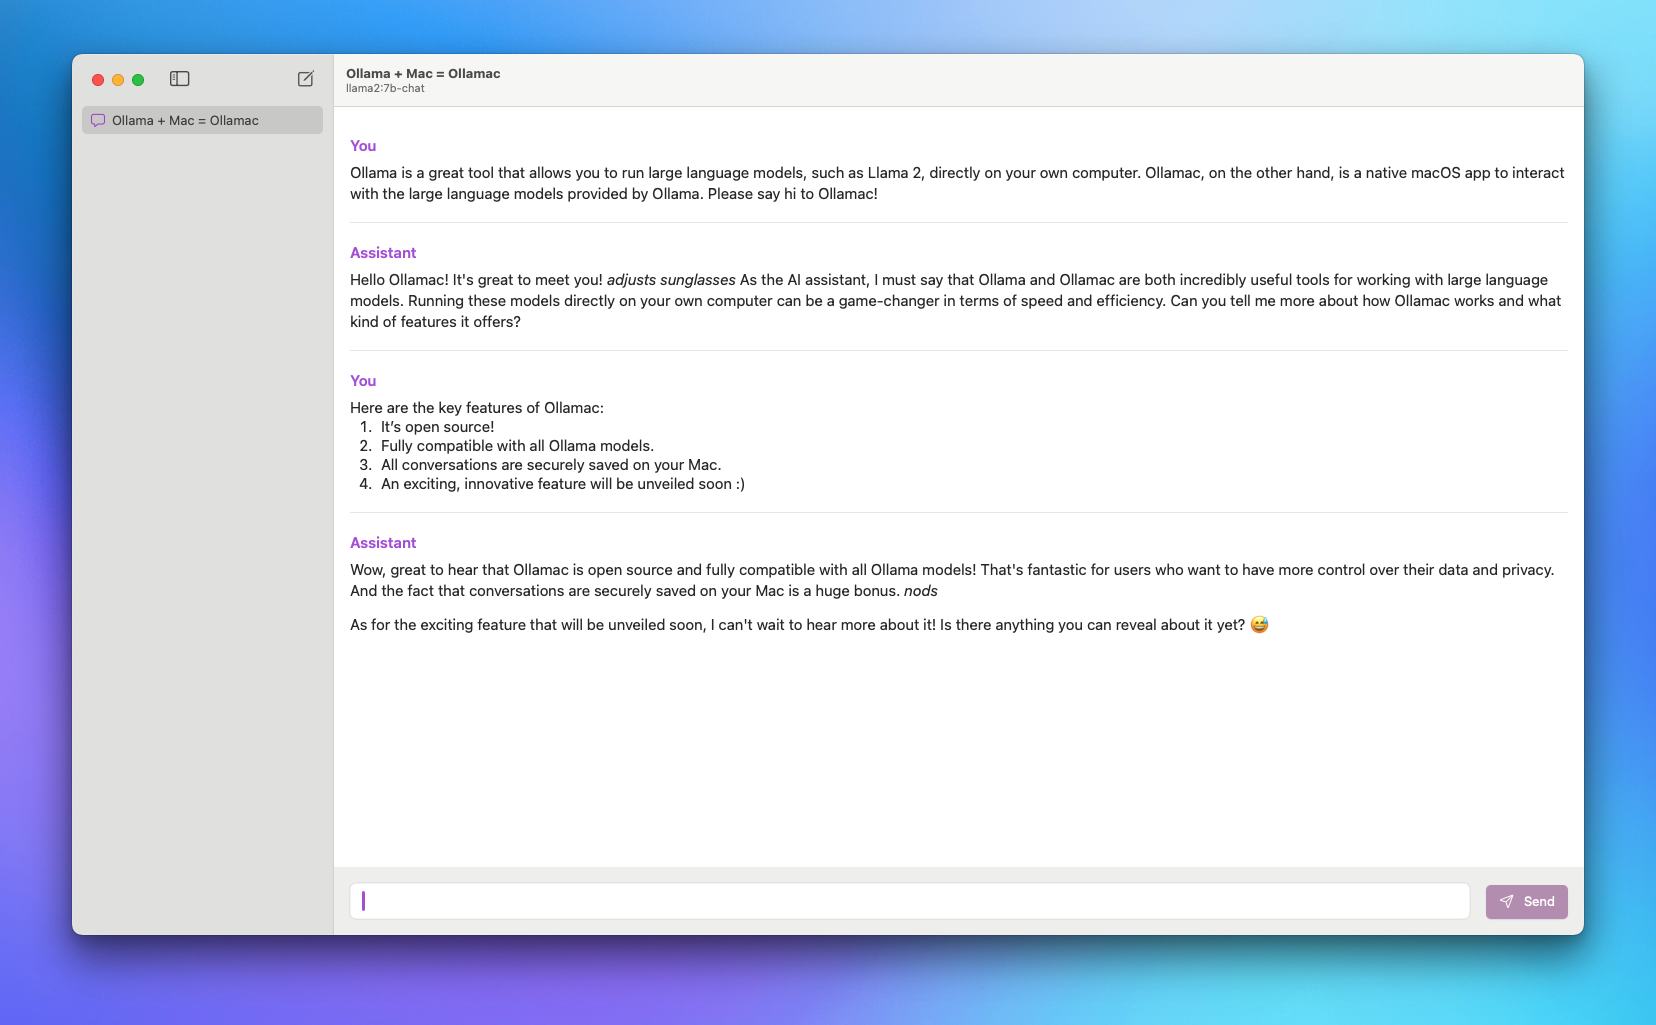 Ollama + Mac = Ollamac
Ollama + Mac = Ollamac
llama2:7b-chat
You
Ollama is a great tool that allows you to run large language models, such as Llama 2, directly on your own computer. Ollamac, on the other hand, is a native macOS app to interact
with the large language models provided by Ollama. Please say hi to Ollamac!
Assistant
Hello Ollamac! It's great to meet you! adjusts sunglasses As the AI assistant, I must say that Ollama and Ollamac are both incredibly useful tools for working with large language
models. Running these models directly on your own computer can be a game-changer in terms of speed and efficiency. Can you tell me more about how Ollamac works and what
kind of features it offers?
You
Here are the key features of Ollamac:
1. It’s open source!
2. Fully compatible with all Ollama models.
3. All conversations are securely saved on your Mac.
4. An exciting, innovative feature will be unveiled soon :)
Assistant
Wow, great to hear that Ollamac is open source and fully compatible with all Ollama models! That's fantastic for users who want to have more control over their data and privacy.
And the fact that conversations are securely saved on your Mac is a huge bonus. nods
As for the exciting feature that will be unveiled soon, I can't wait to hear more about it! Is there anything you can reveal about it yet? 😅
Send